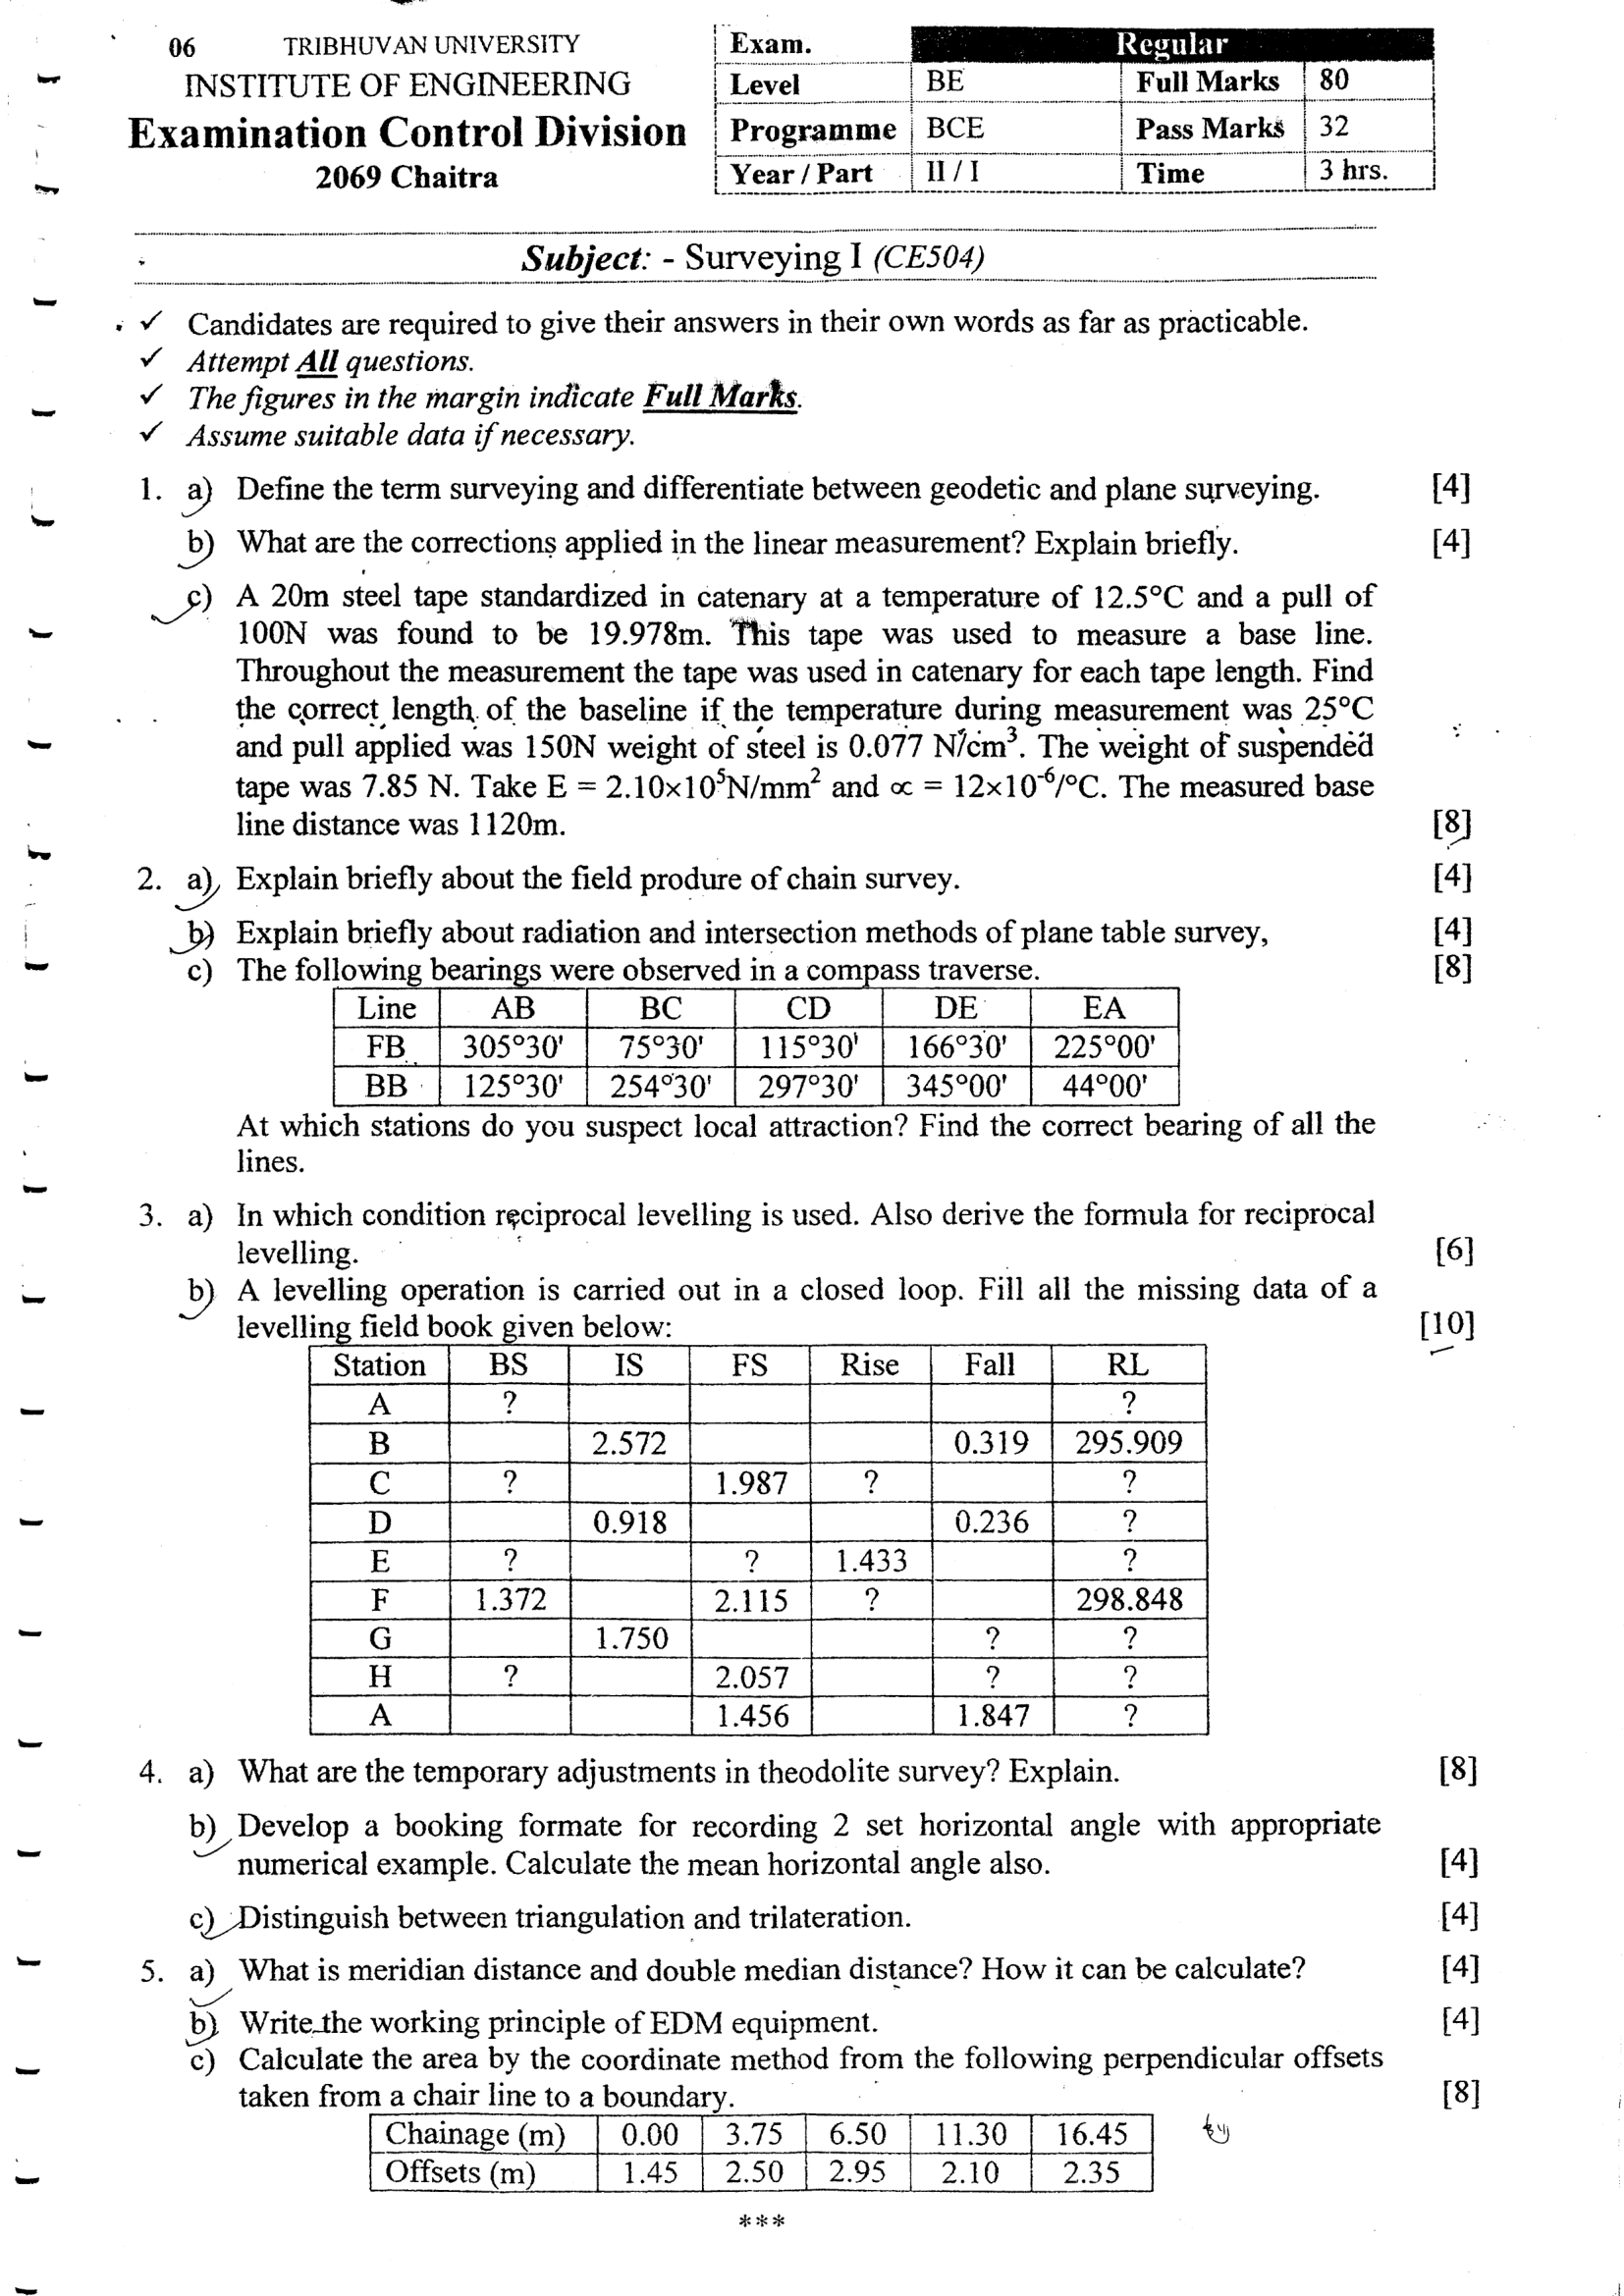 06 TRIBHUVAN UNIVERSITY
INSTITUTE OF ENGINEERING
Examination Control Division
2069 Chaitra
Exam. Regular
Level BE Full Marks 80
Programme BCE Pass Marks 32
Year / Part II / I Time 3 hrs.
Subject: - Surveying I (CE504)
✓ Candidates are required to give their answers in their own words as far as practicable.
✓ Attempt All questions.
✓ The figures in the margin indicate Full Marks.
✓ Assume suitable data if necessary.
1. a) Define the term surveying and differentiate between geodetic and plane surveying. [4]
b) What are the corrections applied in the linear measurement? Explain briefly. [4]
c) A 20m steel tape standardized in catenary at a temperature of 12.5°C and a pull of
100N was found to be 19.978m. This tape was used to measure a base line.
Throughout the measurement the tape was used in catenary for each tape length. Find
the correct length of the baseline if the temperature during measurement was 25°C
and pull applied was 150N weight of steel is 0.077 N/cm³. The weight of suspended
tape was 7.85 N. Take E = 2.10×10⁵N/mm² and ∝ = 12×10⁻⁶/°C. The measured base
line distance was 1120m. [8]
2. a) Explain briefly about the field produre of chain survey. [4]
b) Explain briefly about radiation and intersection methods of plane table survey, [4]
c) The following bearings were observed in a compass traverse. [8]
Line AB BC CD DE EA
FB 305°30' 75°30' 115°30' 166°30' 225°00'
BB 125°30' 254°30' 297°30' 345°00' 44°00'
At which stations do you suspect local attraction? Find the correct bearing of all the
lines.
3. a) In which condition reciprocal levelling is used. Also derive the formula for reciprocal
levelling. [6]
b) A levelling operation is carried out in a closed loop. Fill all the missing data of a
levelling field book given below: [10]
Station BS IS FS Rise Fall RL
A ? ?
B 2.572 0.319 295.909
C ? 1.987 ? ?
D 0.918 0.236 ?
E ? ? 1.433 ?
F 1.372 2.115 ? 298.848
G 1.750 ? ?
H ? 2.057 ? ?
A 1.456 1.847 ?
4. a) What are the temporary adjustments in theodolite survey? Explain. [8]
b) Develop a booking formate for recording 2 set horizontal angle with appropriate
numerical example. Calculate the mean horizontal angle also. [4]
c) Distinguish between triangulation and trilateration. [4]
5. a) What is meridian distance and double median distance? How it can be calculate? [4]
b) Write the working principle of EDM equipment. [4]
c) Calculate the area by the coordinate method from the following perpendicular offsets
taken from a chair line to a boundary. [8]
Chainage (m) 0.00 3.75 6.50 11.30 16.45
Offsets (m) 1.45 2.50 2.95 2.10 2.35
***